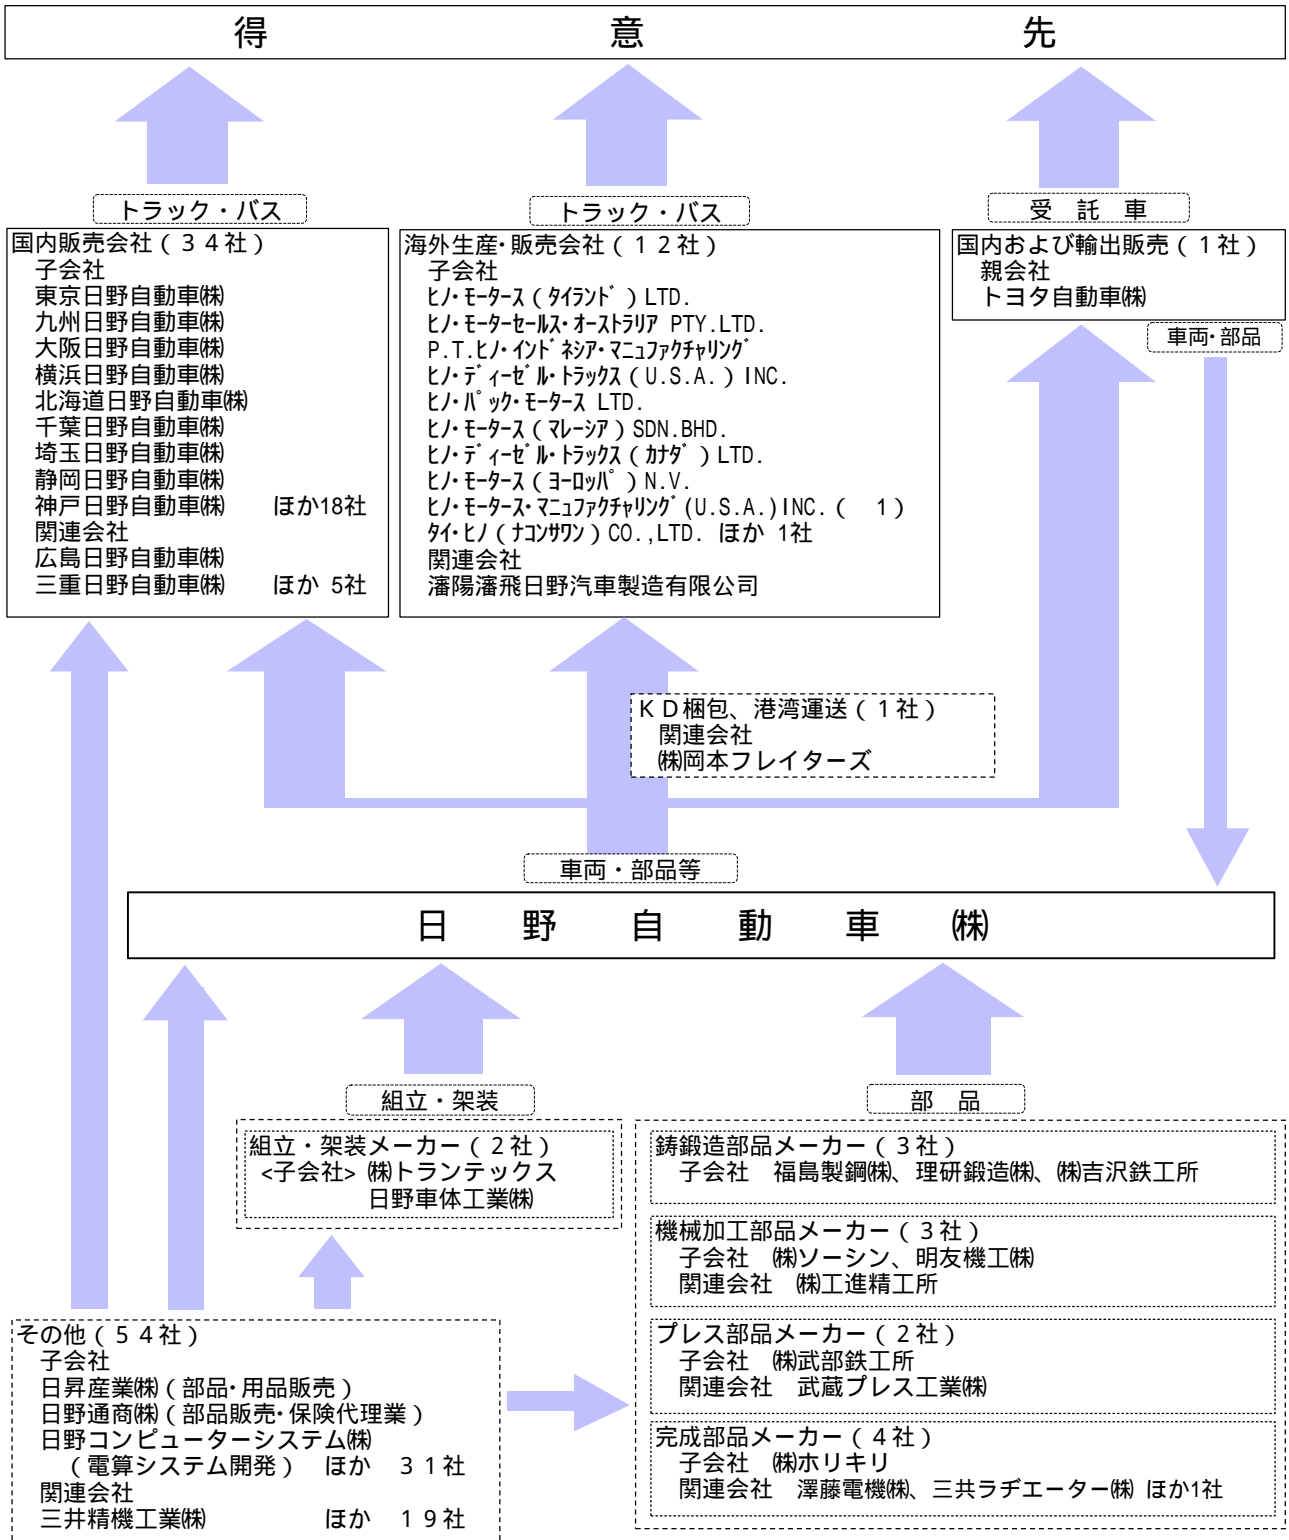 得 意 先
トラック・バス
国内販売会社(34社)
子会社
東京日野自動車㈱
九州日野自動車㈱
大阪日野自動車㈱
横浜日野自動車㈱
北海道日野自動車㈱
千葉日野自動車㈱
埼玉日野自動車㈱
静岡日野自動車㈱
神戸日野自動車㈱ ほか18社
関連会社
広島日野自動車㈱
三重日野自動車㈱ ほか 5社
トラック・バス
海外生産・販売会社(12社)
子会社
ヒノ・モータース(タイランド)LTD.
ヒノ・モーターセールス・オーストラリア PTY.LTD.
P.T.ヒノ・インドネシア・マニュファクチャリング
ヒノ・ディーゼル・トラックス(U.S.A.)INC.
ヒノ・パック・モータース LTD.
ヒノ・モータース(マレーシア)SDN.BHD.
ヒノ・ディーゼル・トラックス(カナダ)LTD.
ヒノ・モータース(ヨーロッパ)N.V.
ヒノ・モータース・マニュファクチャリング(U.S.A.)INC.( 1)
タイ・ヒノ(ナコンサワン)CO.,LTD. ほか 1社
関連会社
瀋陽瀋飛日野汽車製造有限公司
受 託 車
国内および輸出販売(1社)
親会社
トヨタ自動車㈱
車両・部品
KD梱包、港湾運送(1社)
関連会社
㈱岡本フレイターズ
車両・部品等
日 野 自 動 車 ㈱
組立・架装
組立・架装メーカー(2社)
<子会社> ㈱トランテックス
日野車体工業㈱
部 品
鋳鍛造部品メーカー(3社)
子会社 福島製鋼㈱、理研鍛造㈱、㈱吉沢鉄工所
機械加工部品メーカー(3社)
子会社 ㈱ソーシン、明友機工㈱
関連会社 ㈱工進精工所
プレス部品メーカー(2社)
子会社 ㈱武部鉄工所
関連会社 武蔵プレス工業㈱
完成部品メーカー(4社)
子会社 ㈱ホリキリ
関連会社 澤藤電機㈱、三共ラヂエーター㈱ ほか1社
その他(54社)
子会社
日昇産業㈱(部品・用品販売)
日野通商㈱(部品販売・保険代理業)
日野コンピューターシステム㈱
(電算システム開発) ほか 31社
関連会社
三井精機工業㈱ ほか 19社